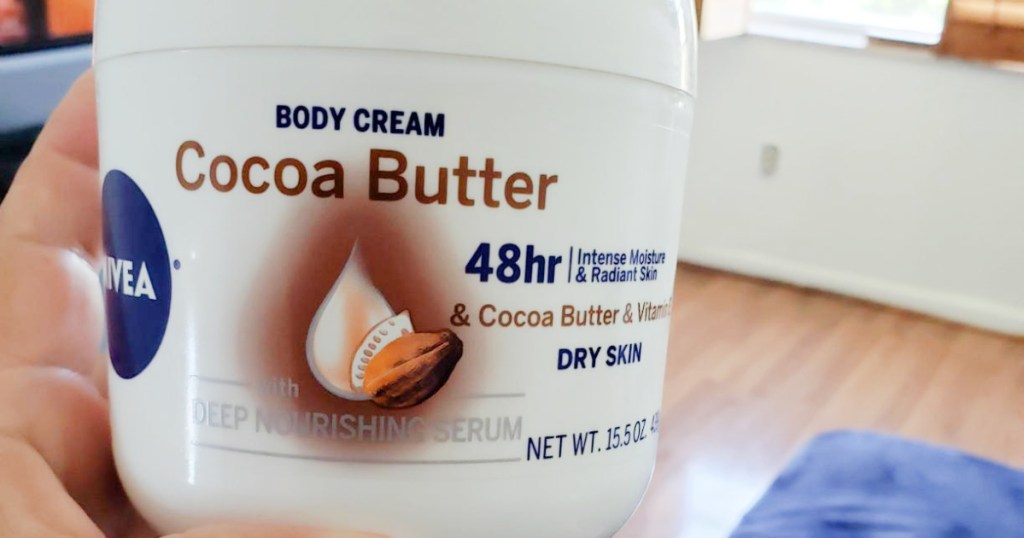 BODY CREAM
Cocoa Butter
NIVEA
48hr
Intense Moisture
& Radiant Skin
& Cocoa Butter & Vitamin
DRY SKIN
with
DEEP NOURISHING SERUM
NET WT. 15.5 OZ.